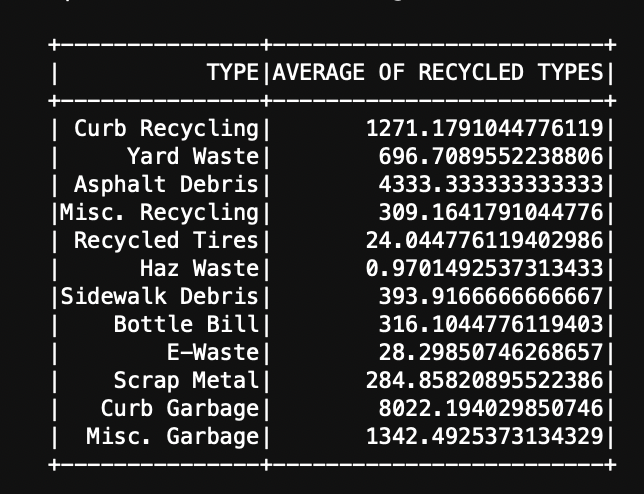 +---------------+--------------------------+
|           TYPE|AVERAGE OF RECYCLED TYPES|
+---------------+--------------------------+
| Curb Recycling|       1271.1791044776119|
|     Yard Waste|        696.7089552238806|
| Asphalt Debris|        4333.333333333333|
|Misc. Recycling|        309.1641791044776|
| Recycled Tires|       24.044776119402986|
|      Haz Waste|       0.9701492537313433|
|Sidewalk Debris|        393.9166666666667|
|    Bottle Bill|        316.1044776119403|
|        E-Waste|        28.29850746268657|
|    Scrap Metal|       284.85820895522386|
|   Curb Garbage|        8022.194029850746|
|  Misc. Garbage|       1342.4925373134329|
+---------------+--------------------------+